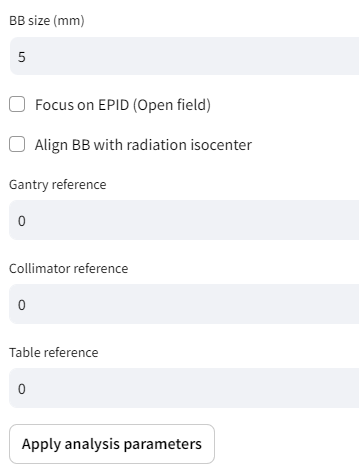 BB size (mm)
5
Focus on EPID (Open field)
Align BB with radiation isocenter
Gantry reference
0
Collimator reference
0
Table reference
0
Apply analysis parameters